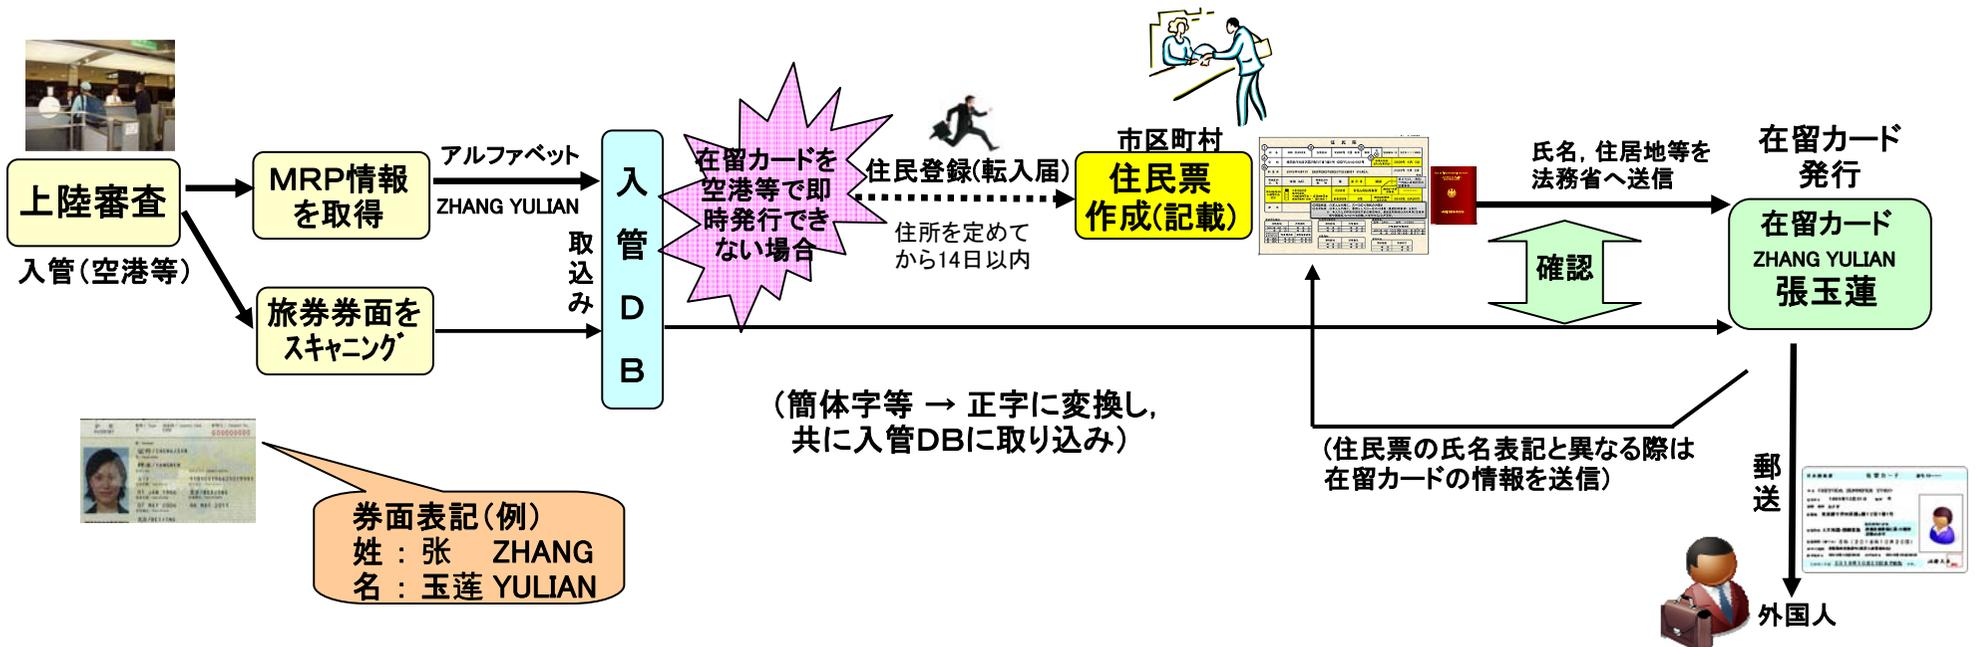 上陸審査
入管(空港等)
MRP情報
を取得
旅券券面を
スキャニング
アルファベット
ZHANG YULIAN
取込み
入管DB
在留カードを
空港等で即
時発行でき
ない場合
住民登録(転入届)
住所を定めて
から14日以内
市区町村
住民票
作成(記載)
氏名,住居地等を
法務省へ送信
確認
在留カード
発行
在留カード
ZHANG YULIAN
張玉蓮
(簡体字等 → 正字に変換し,
共に入管DBに取り込み)
(住民票の氏名表記と異なる際は
在留カードの情報を送信)
郵送
外国人
券面表記(例)
姓 : 张 ZHANG
名 : 玉莲 YULIAN